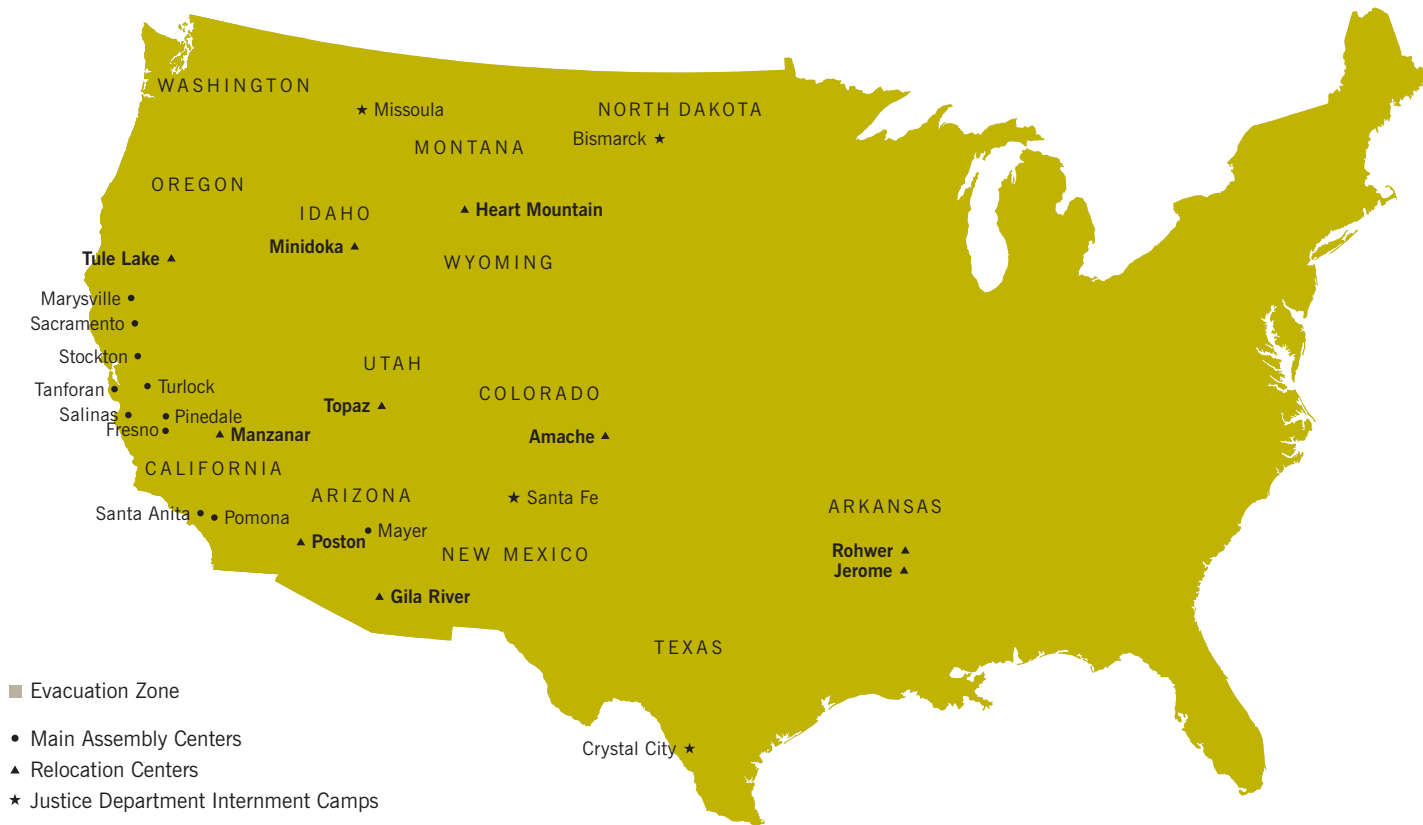 WASHINGTON
Missoula
NORTH DAKOTA
Bismarck
MONTANA
OREGON
IDAHO
Heart Mountain
Minidoka
Tule Lake
WYOMING
Marysville
Sacramento
Stockton
UTAH
Tanforan
Turlock
COLORADO
Topaz
Salinas
Pinedale
Fresno
Manzanar
Amache
CALIFORNIA
ARIZONA
Santa Fe
ARKANSAS
Santa Anita
Pomona
Mayer
Poston
NEW MEXICO
Rohwer
Jerome
Gila River
TEXAS
Evacuation Zone
Main Assembly Centers
Crystal City
Relocation Centers
Justice Department Internment Camps